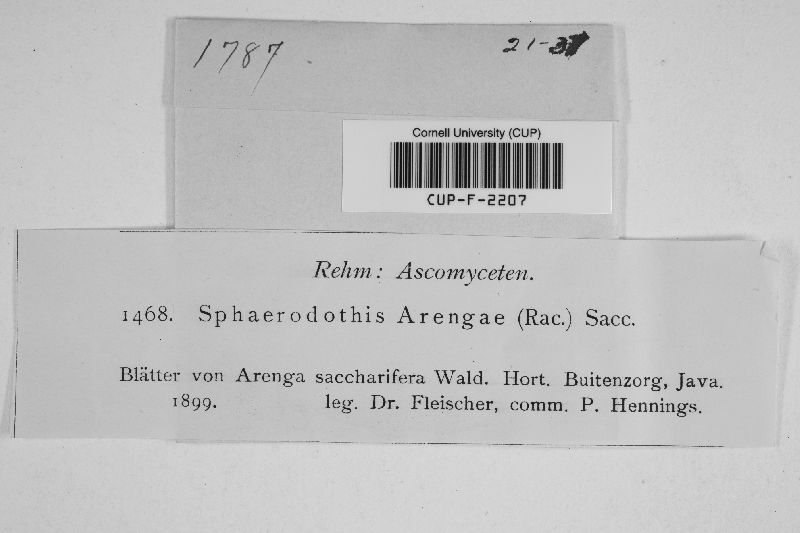 1787
21-37
Cornell University (CUP)
CUP-F-2207
Rehm: Ascomyceten.
1468. Sphaerodothis Arengae (Rac.) Sacc.
Blätter von Arenga saccharifera Wald. Hort. Buitenzorg, Java.
1899. leg. Dr. Fleischer, comm. P. Hennings.